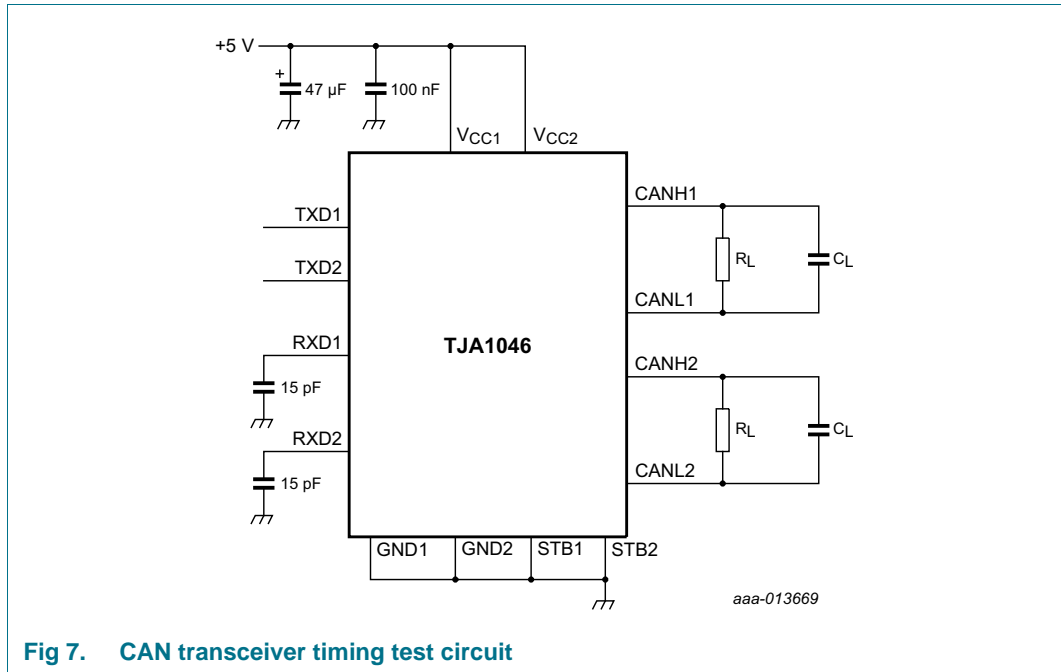 +5 V
+
47 µF
100 nF
VCC1
VCC2
CANH1
TXD1
RL
CL
TXD2
CANL1
RXD1
TJA1046
CANH2
15 pF
RL
CL
RXD2
CANL2
15 pF
GND1
GND2
STB1
STB2
aaa-013669
Fig 7. CAN transceiver timing test circuit